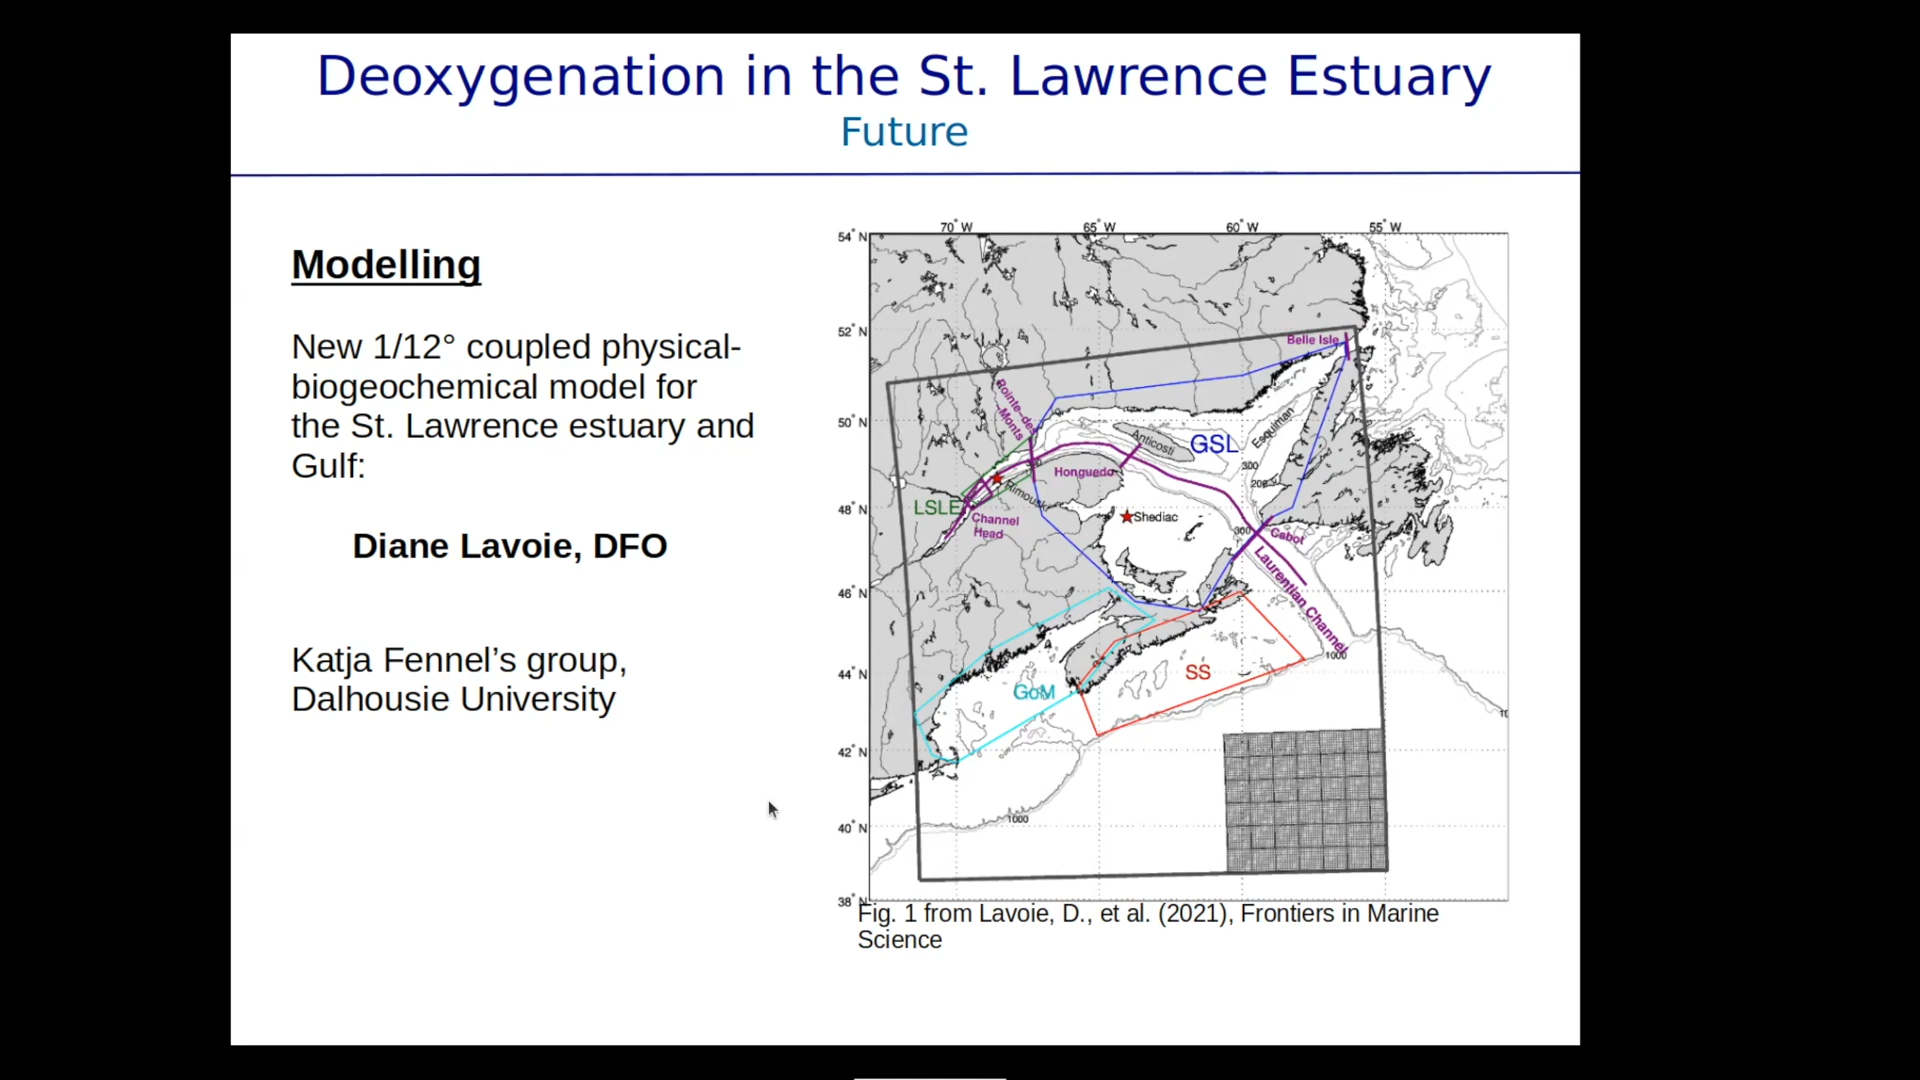 Deoxygenation in the St. Lawrence Estuary
Future
Modelling
New 1/12° coupled physical-
biogeochemical model for
the St. Lawrence estuary and
Gulf:
Diane Lavoie, DFO
Katja Fennel’s group,
Dalhousie University
70° W
65° W
60° W
55° W
54° N
52° N
50° N
48° N
46° N
44° N
42° N
40° N
38° N
Belle Isle
Pointe-des
-Monts
Anticosti
GSL
Esquiman
Honguedo
300
200
Rimouski
LSLE
Channel
Head
Shediac
300
Cabot
Laurentian Channel
1000
SS
GoM
1000
Fig. 1 from Lavoie, D., et al. (2021), Frontiers in Marine
Science